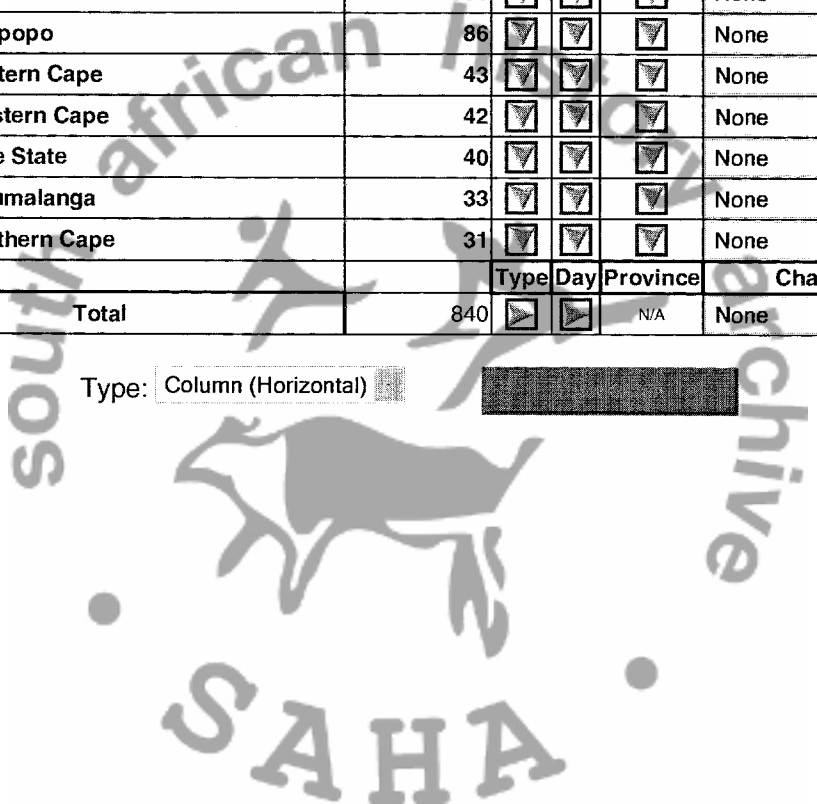 popo 86 None
tern Cape 43 None
stern Cape 42 None
e State 40 None
umalanga 33 None
thern Cape 31 None
Type Day Province Cha
Total 840 N/A None
Type: Column (Horizontal)
south african history archive
SAHA